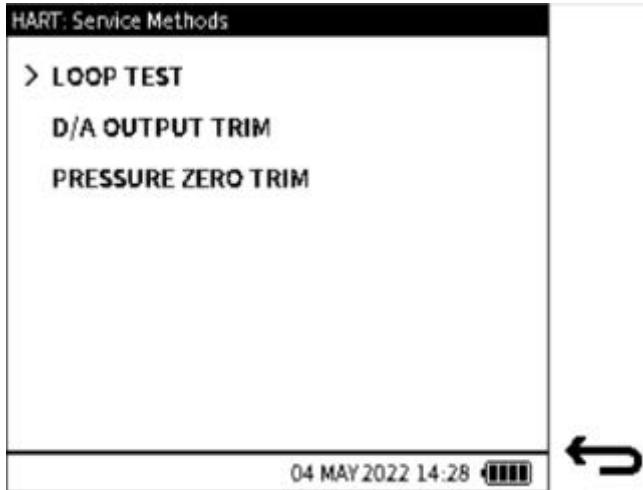 HART: Service Methods
> LOOP TEST
D/A OUTPUT TRIM
PRESSURE ZERO TRIM
04 MAY 2022 14:28